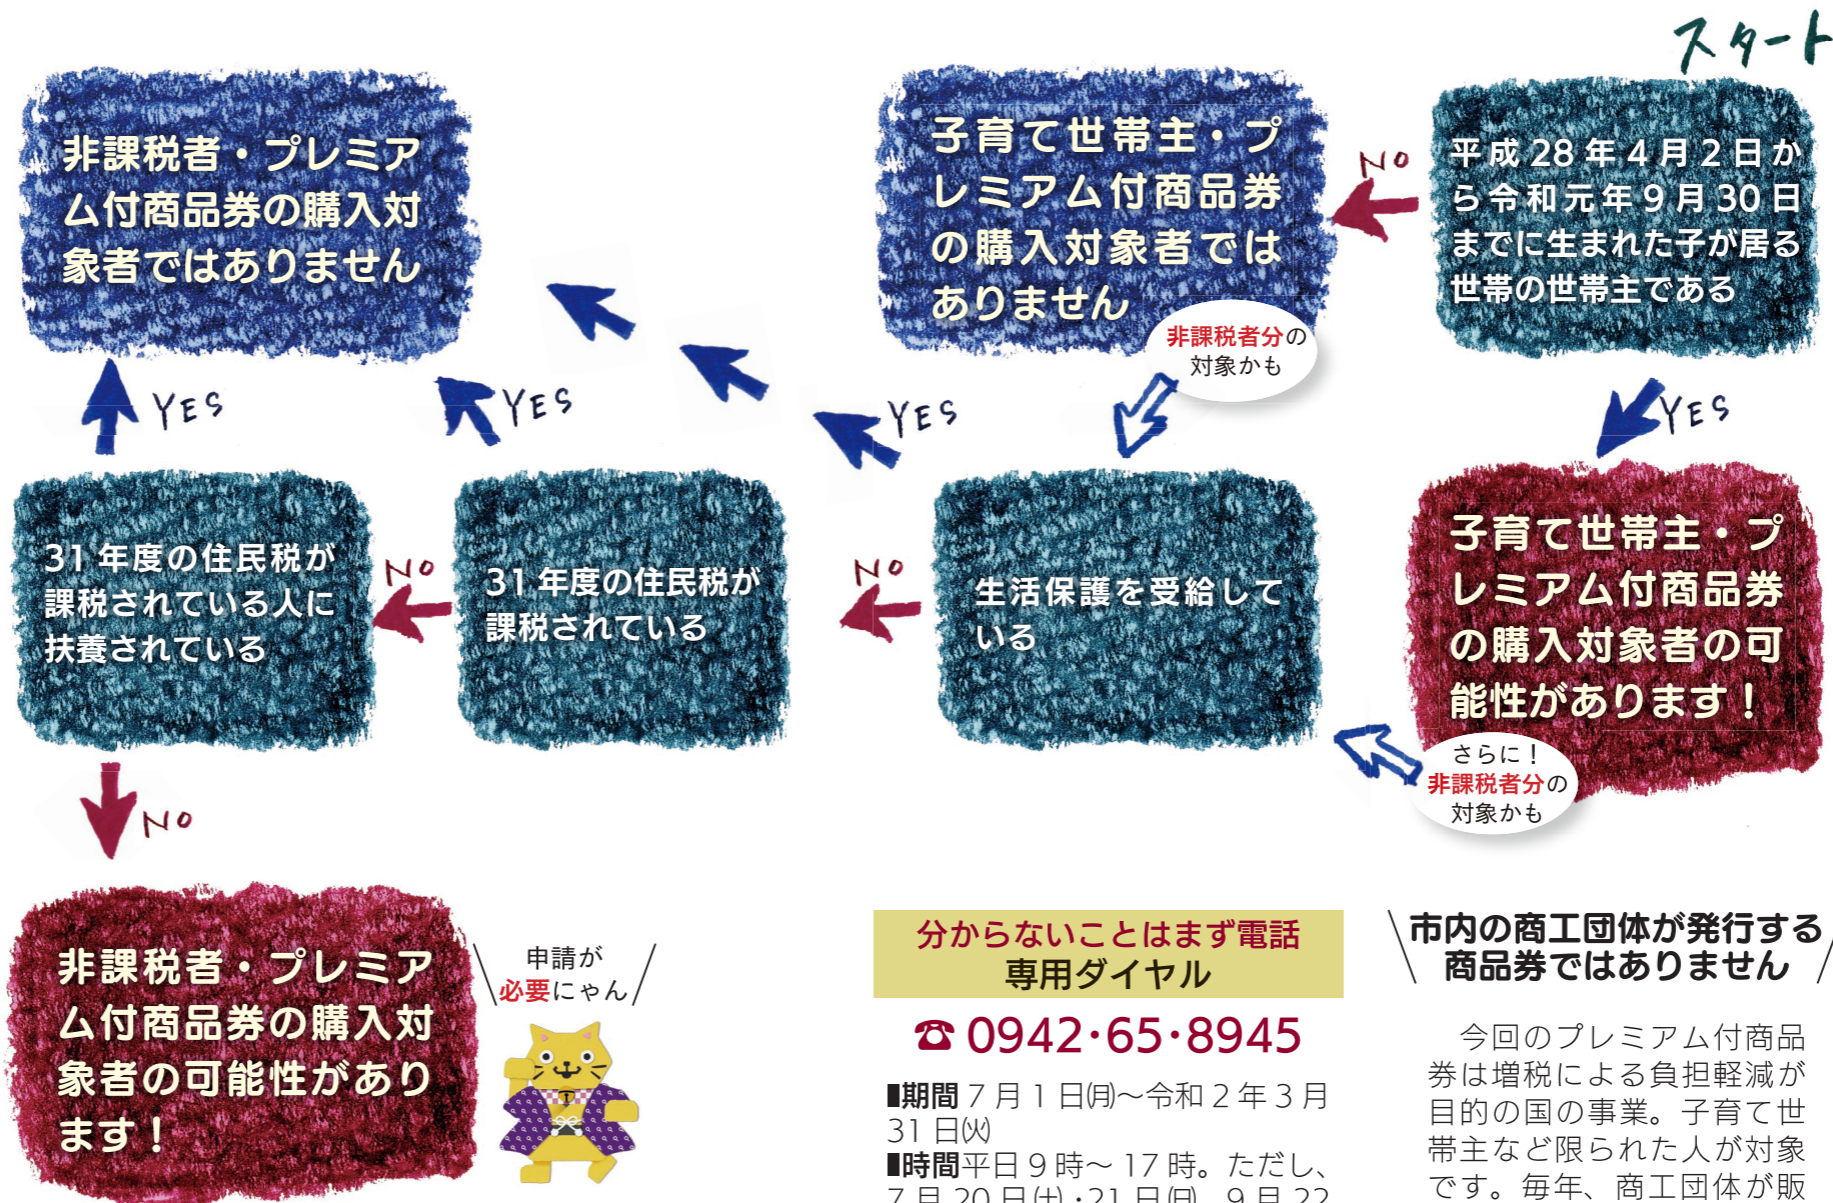 スタート
平成 28 年 4 月 2 日か
ら令和元年 9 月 30 日
までに生まれた子が居る
世帯の世帯主である
NO
子育て世帯主・プ
レミアム付商品券
の購入対象者では
ありません
非課税者分の
対象かも
YES
子育て世帯主・プ
レミアム付商品券
の購入対象者の可
能性があります！
さらに！
非課税者分の
対象かも
生活保護を受給して
いる
YES
NO
31 年度の住民税が
課税されている
YES
NO
31 年度の住民税が
課税されている人に
扶養されている
YES
非課税者・プレミア
ム付商品券の購入対
象者ではありません
NO
非課税者・プレミア
ム付商品券の購入対
象者の可能性があり
ます！
申請が
必要にゃん
分からないことはまず電話
専用ダイヤル
☎ 0942・65・8945
■期間 7 月 1 日㈪～令和 2 年 3 月
31 日㈫
■時間平日 9 時～ 17 時。ただし、
7 月 20 日㈯・21 日㈰、9 月 22
市内の商工団体が発行する
商品券ではありません
今回のプレミアム付商品
券は増税による負担軽減が
目的の国の事業。子育て世
帯主など限られた人が対象
です。毎年、商工団体が販